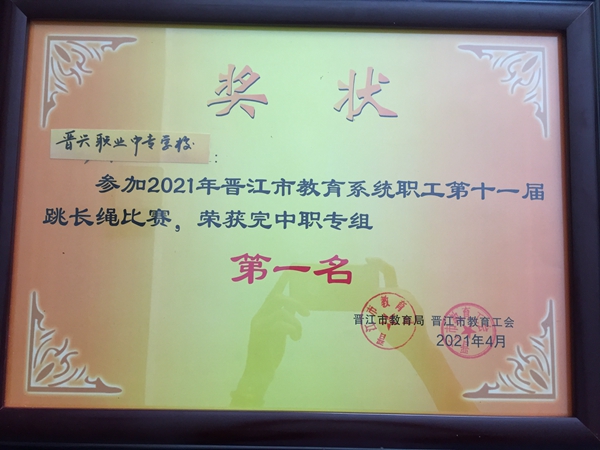 奖状
晋兴职业中专学校
:
参加2021年晋江市教育系统职工第十一届
跳长绳比赛，荣获完中职专组
第一名
晋江市教育局 晋江市教育工会
2021年4月